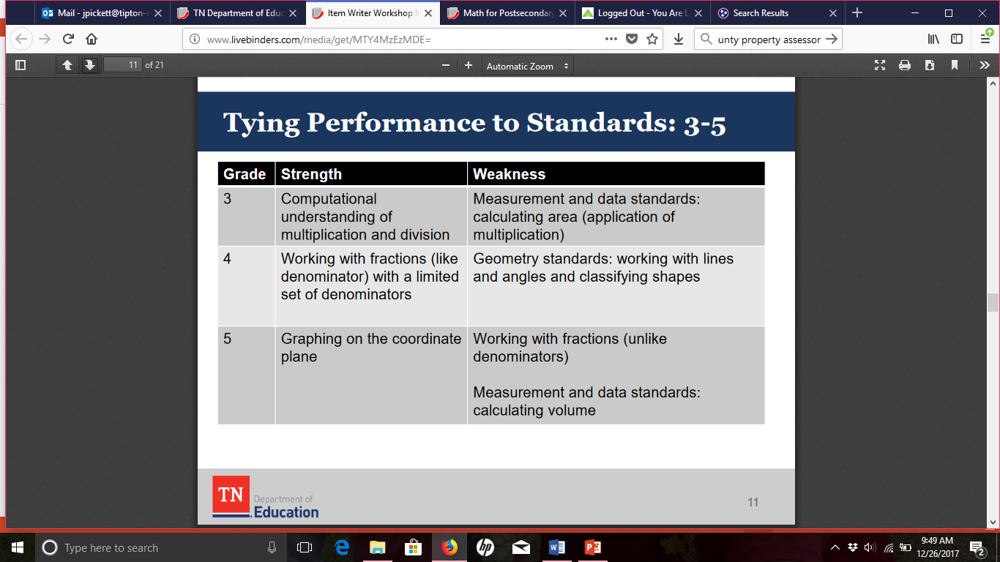 Mail - jpickett@tipton- TN Department of Educ Item Writer Workshop I Math for Postsecondary Logged Out - You Are L Search Results
www.livebinders.com/media/get/MTY4MzEzMDE= unty property assessor
11 of 21 Automatic Zoom
Tying Performance to Standards: 3-5
Grade Strength Weakness
3 Computational Measurement and data standards:
understanding of calculating area (application of
multiplication and division multiplication)
4 Working with fractions (like Geometry standards: working with lines
denominator) with a limited and angles and classifying shapes
set of denominators
5 Graphing on the coordinate Working with fractions (unlike
plane denominators)
Measurement and data standards:
calculating volume
TN Department of
Education
11
Type here to search
9:49 AM
12/26/2017
2